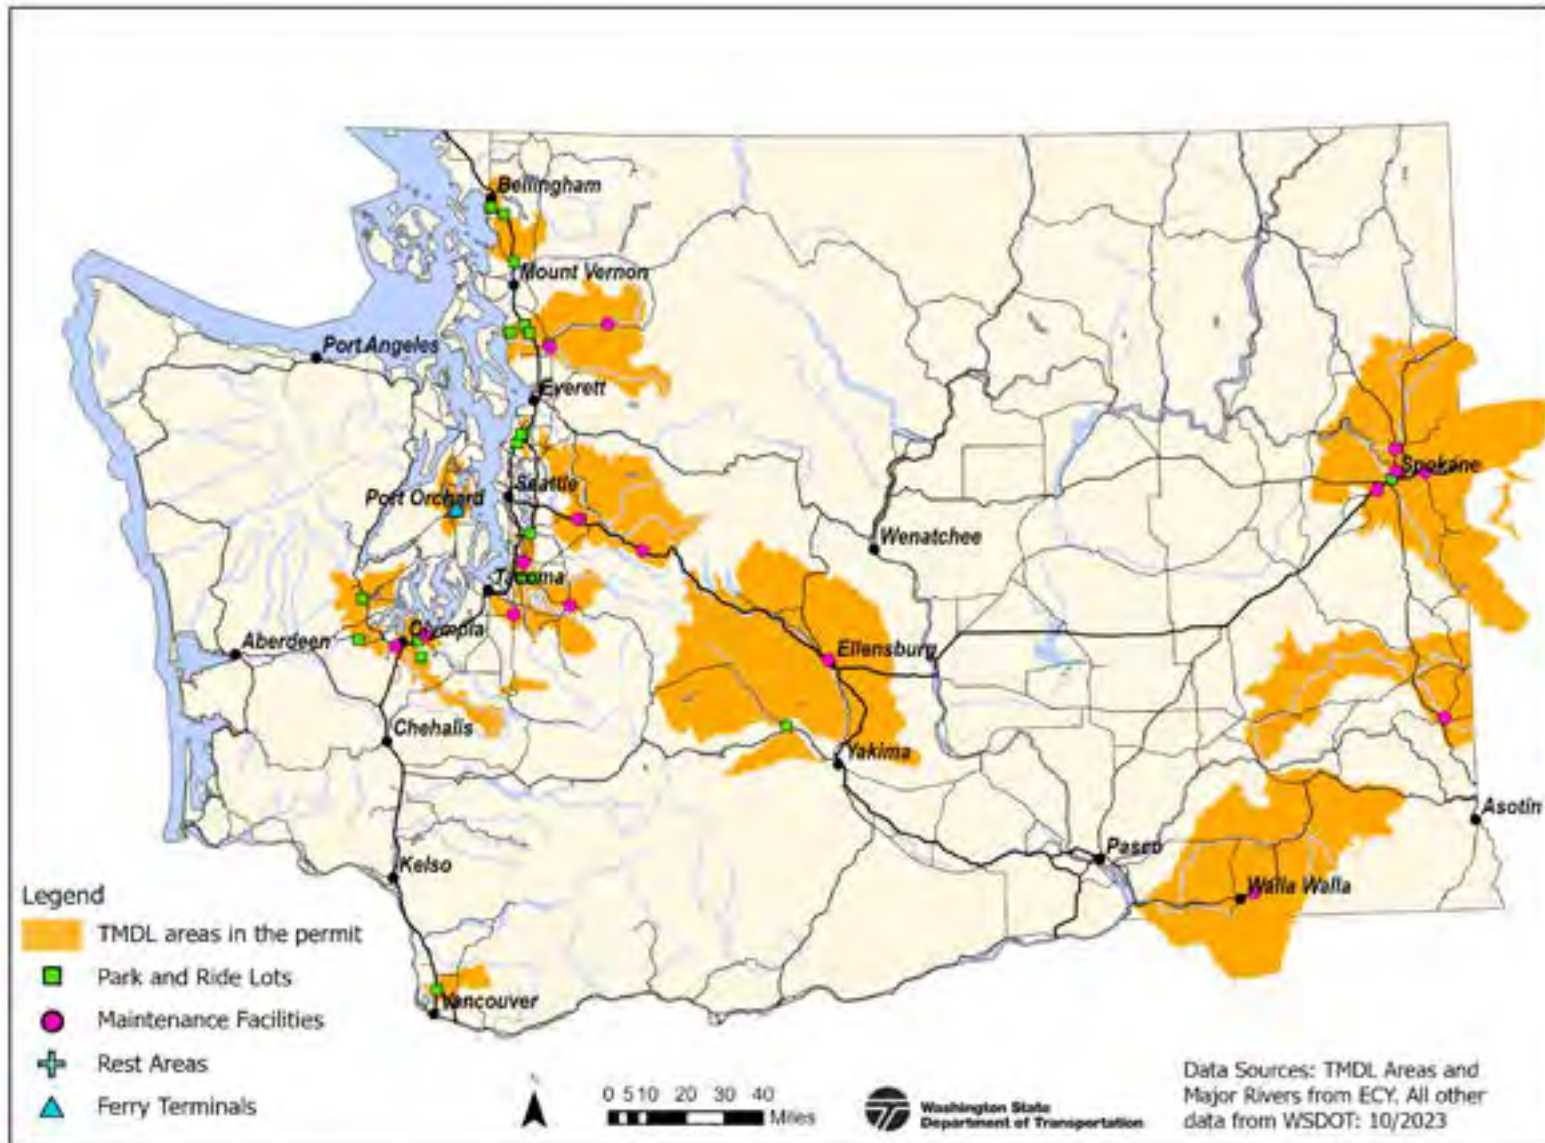 Bellingham
Mount Vernon
Port Angeles
Everett
Spokane
Port Orchard
Seattle
Wenatchee
Tacoma
Olympia
Aberdeen
Ellensburg
Chehalis
Yakima
Asotin
Pasco
Kelso
Walla Walla
Vancouver
Legend
TMDL areas in the permit
Park and Ride Lots
Maintenance Facilities
Rest Areas
Ferry Terminals
0 5 10 20 30 40
Miles
Washington State
Department of Transportation
Data Sources: TMDL Areas and
Major Rivers from ECY. All other
data from WSDOT: 10/2023